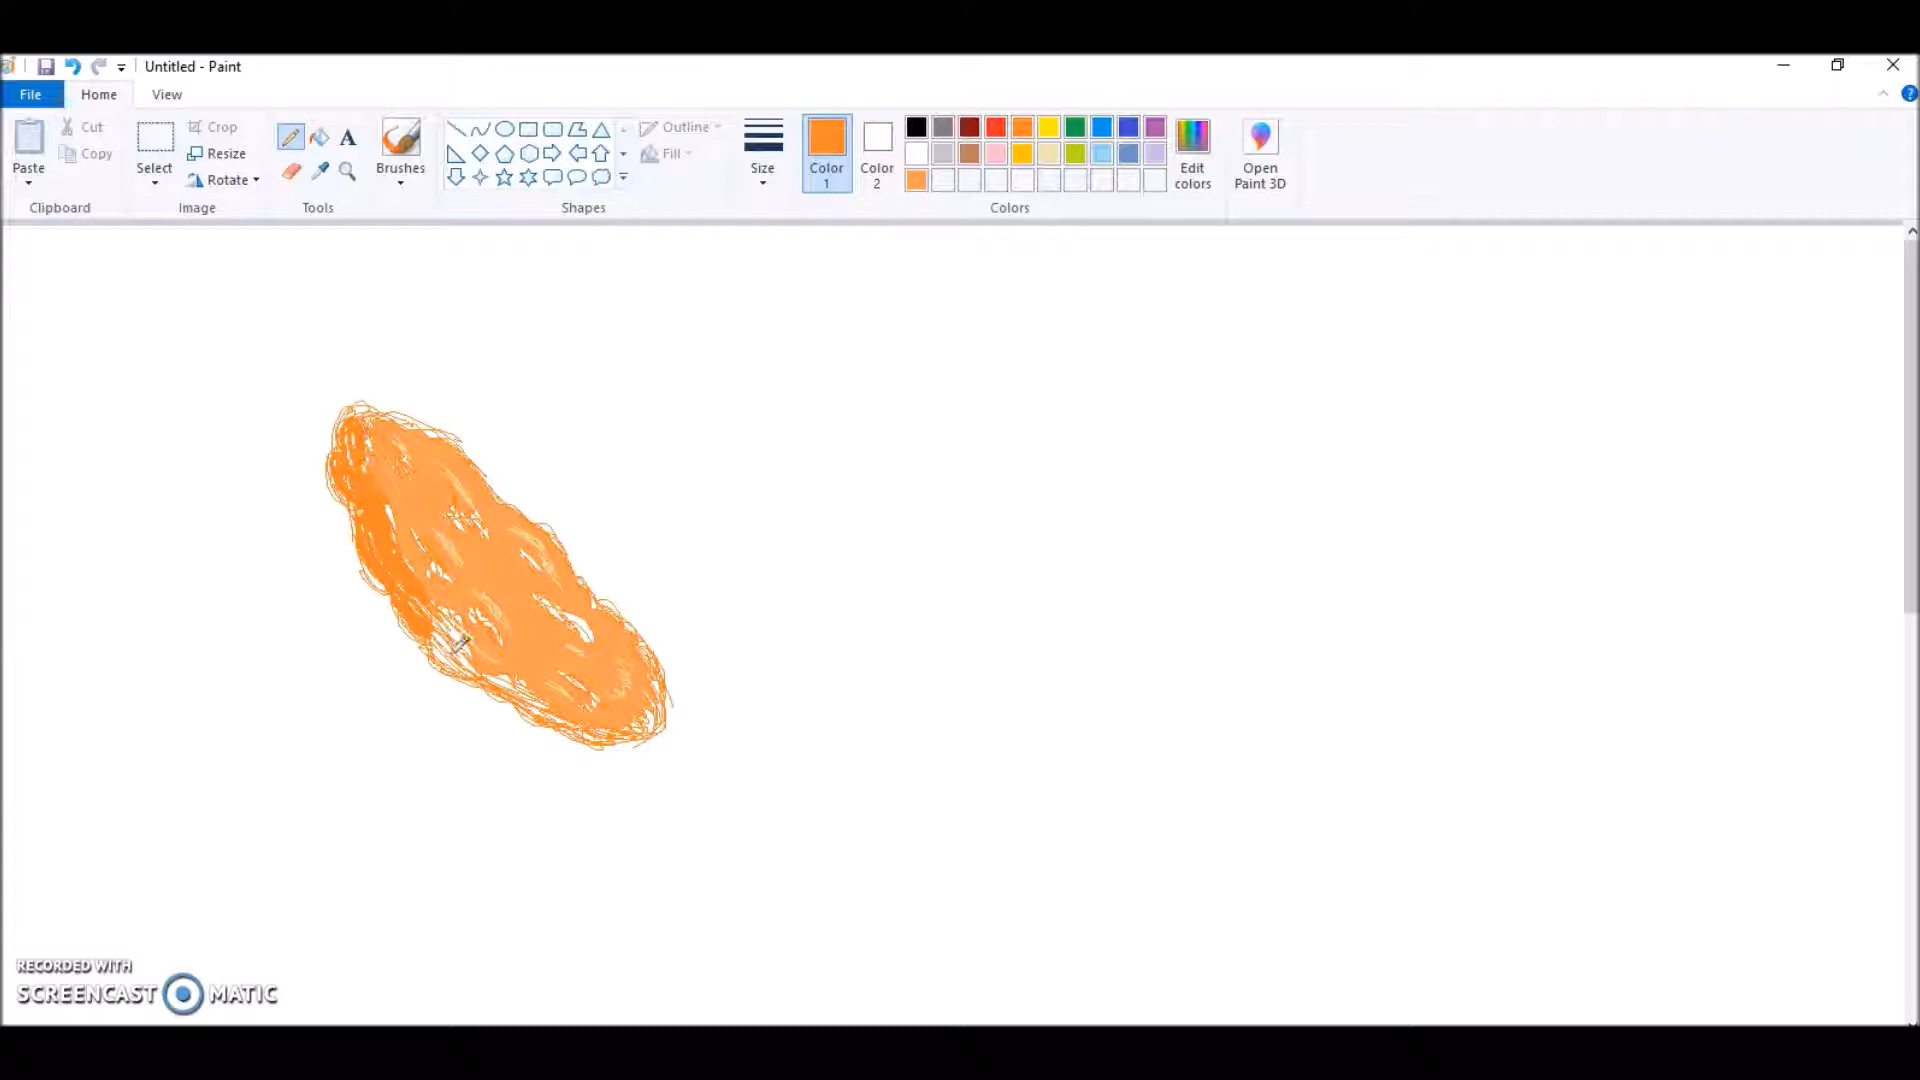 Untitled - Paint
File
Home
View
Paste
Cut
Copy
Clipboard
Select
Crop
Resize
Rotate
Image
A
Tools
Brushes
Outline
Fill
Shapes
Size
Color
1
Color
2
Edit
colors
Colors
Open
Paint 3D
?
RECORDED WITH
SCREENCAST MATIC